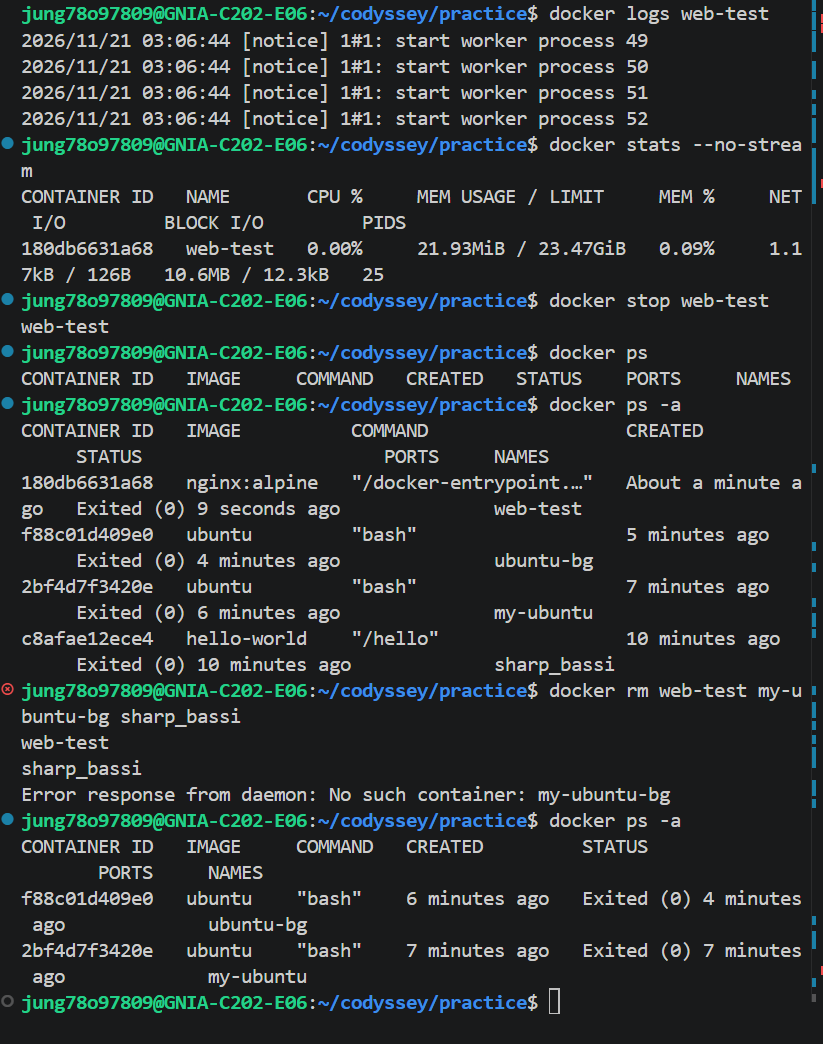 jung78o97809@GNIA-C202-E06:~/codyssey/practice$ docker logs web-test
2026/11/21 03:06:44 [notice] 1#1: start worker process 49
2026/11/21 03:06:44 [notice] 1#1: start worker process 50
2026/11/21 03:06:44 [notice] 1#1: start worker process 51
2026/11/21 03:06:44 [notice] 1#1: start worker process 52
jung78o97809@GNIA-C202-E06:~/codyssey/practice$ docker stats --no-strea
m
CONTAINER ID   NAME       CPU %     MEM USAGE / LIMIT     MEM %     NET
 I/O         BLOCK I/O         PIDS
180db6631a68   web-test   0.00%     21.93MiB / 23.47GiB   0.09%     1.1
7kB / 126B   10.6MB / 12.3kB   25
jung78o97809@GNIA-C202-E06:~/codyssey/practice$ docker stop web-test
web-test
jung78o97809@GNIA-C202-E06:~/codyssey/practice$ docker ps
CONTAINER ID   IMAGE     COMMAND   CREATED   STATUS    PORTS     NAMES
jung78o97809@GNIA-C202-E06:~/codyssey/practice$ docker ps -a
CONTAINER ID   IMAGE          COMMAND                  CREATED
     STATUS                      PORTS     NAMES
180db6631a68   nginx:alpine   "/docker-entrypoint.…"   About a minute a
go   Exited (0) 9 seconds ago              web-test
f88c01d409e0   ubuntu         "bash"                   5 minutes ago
     Exited (0) 4 minutes ago              ubuntu-bg
2bf4d7f3420e   ubuntu         "bash"                   7 minutes ago
     Exited (0) 6 minutes ago              my-ubuntu
c8afae12ece4   hello-world    "/hello"                 10 minutes ago
     Exited (0) 10 minutes ago             sharp_bassi
jung78o97809@GNIA-C202-E06:~/codyssey/practice$ docker rm web-test my-u
buntu-bg sharp_bassi
web-test
sharp_bassi
Error response from daemon: No such container: my-ubuntu-bg
jung78o97809@GNIA-C202-E06:~/codyssey/practice$ docker ps -a
CONTAINER ID   IMAGE     COMMAND   CREATED         STATUS
       PORTS     NAMES
f88c01d409e0   ubuntu    "bash"    6 minutes ago   Exited (0) 4 minutes
 ago             ubuntu-bg
2bf4d7f3420e   ubuntu    "bash"    7 minutes ago   Exited (0) 7 minutes
 ago             my-ubuntu
jung78o97809@GNIA-C202-E06:~/codyssey/practice$